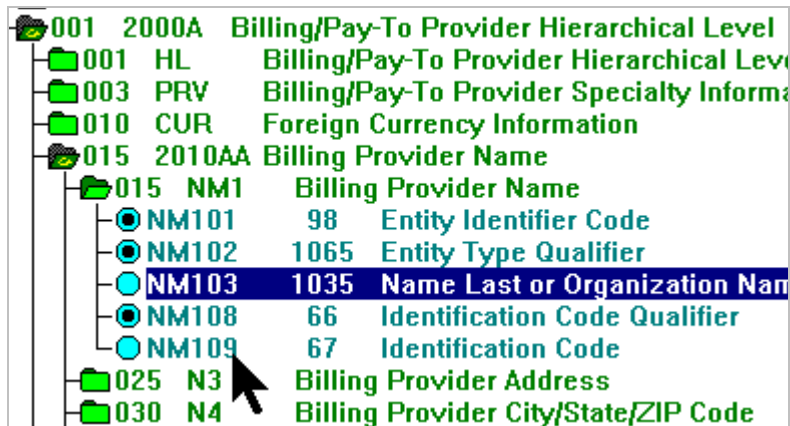 001 2000A Billing/Pay-To Provider Hierarchical Level
001 HL Billing/Pay-To Provider Hierarchical Leve
003 PRV Billing/Pay-To Provider Specialty Informa
010 CUR Foreign Currency Information
015 2010AA Billing Provider Name
015 NM1 Billing Provider Name
NM101 98 Entity Identifier Code
NM102 1065 Entity Type Qualifier
NM103 1035 Name Last or Organization Nam
NM108 66 Identification Code Qualifier
NM109 67 Identification Code
025 N3 Billing Provider Address
030 N4 Billing Provider City/State/ZIP Code